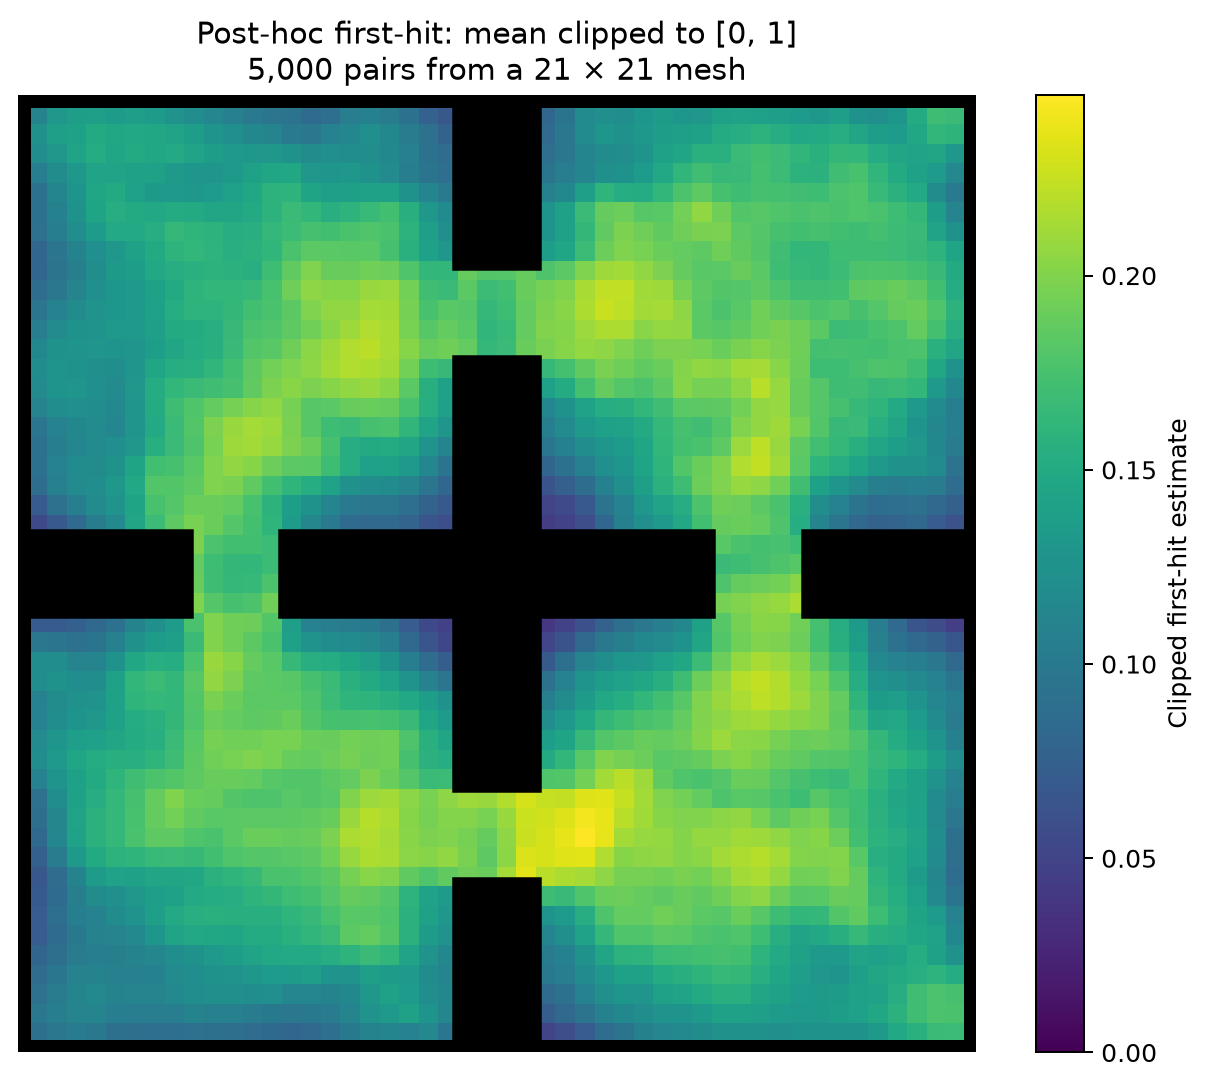 Post-hoc first-hit: mean clipped to [0, 1]
5,000 pairs from a 21 × 21 mesh
0.20
0.15
0.10
0.05
0.00
Clipped first-hit estimate